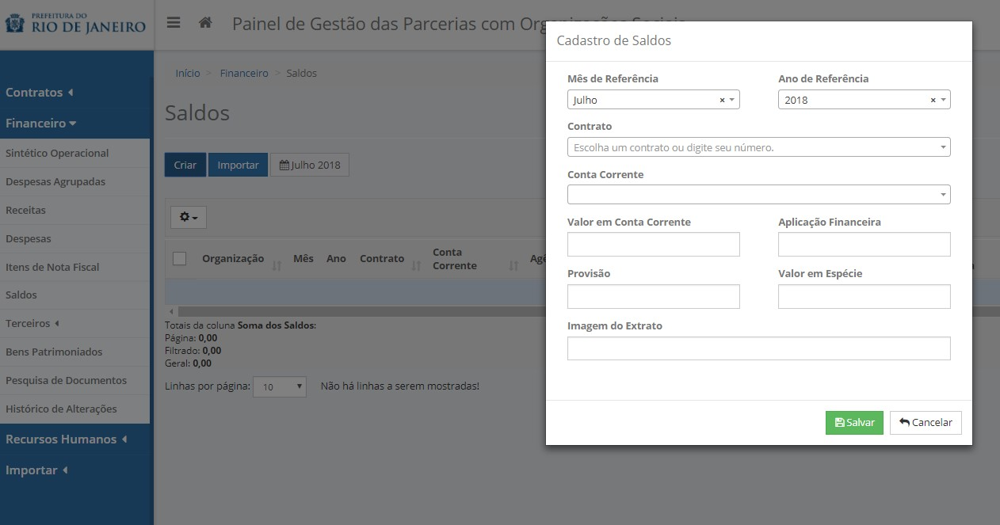 PREFEITURA DO
RIO DE JANEIRO
Painel de Gestão das Parcerias com Organizações Sociais
Contratos
Financeiro
Sintético Operacional
Despesas Agrupadas
Receitas
Despesas
Itens de Nota Fiscal
Saldos
Terceiros
Bens Patrimoniados
Pesquisa de Documentos
Histórico de Alterações
Recursos Humanos
Importar
Início > Financeiro > Saldos
Saldos
Criar Importar Julho 2018
Organização Mês Ano Contrato Conta Corrente
Totais da coluna Soma dos Saldos:
Página: 0,00
Filtrado: 0,00
Geral: 0,00
Linhas por página: 10 Não há linhas a serem mostradas!
Cadastro de Saldos
Mês de Referência Ano de Referência
Julho × 2018 ×
Contrato
Escolha um contrato ou digite seu número.
Conta Corrente
Valor em Conta Corrente Aplicação Financeira
Provisão Valor em Espécie
Imagem do Extrato
Salvar Cancelar